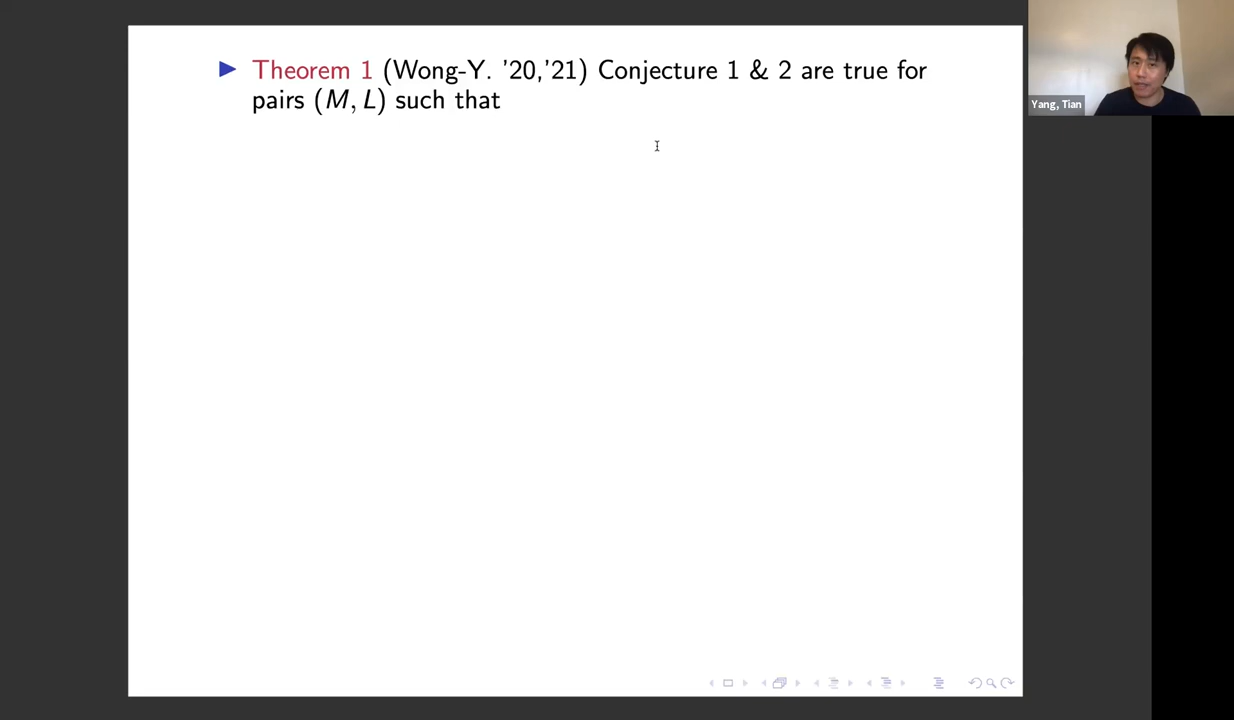 Theorem 1 (Wong-Y. ’20,’21) Conjecture 1 & 2 are true for
pairs (M, L) such that
Yang, Tian